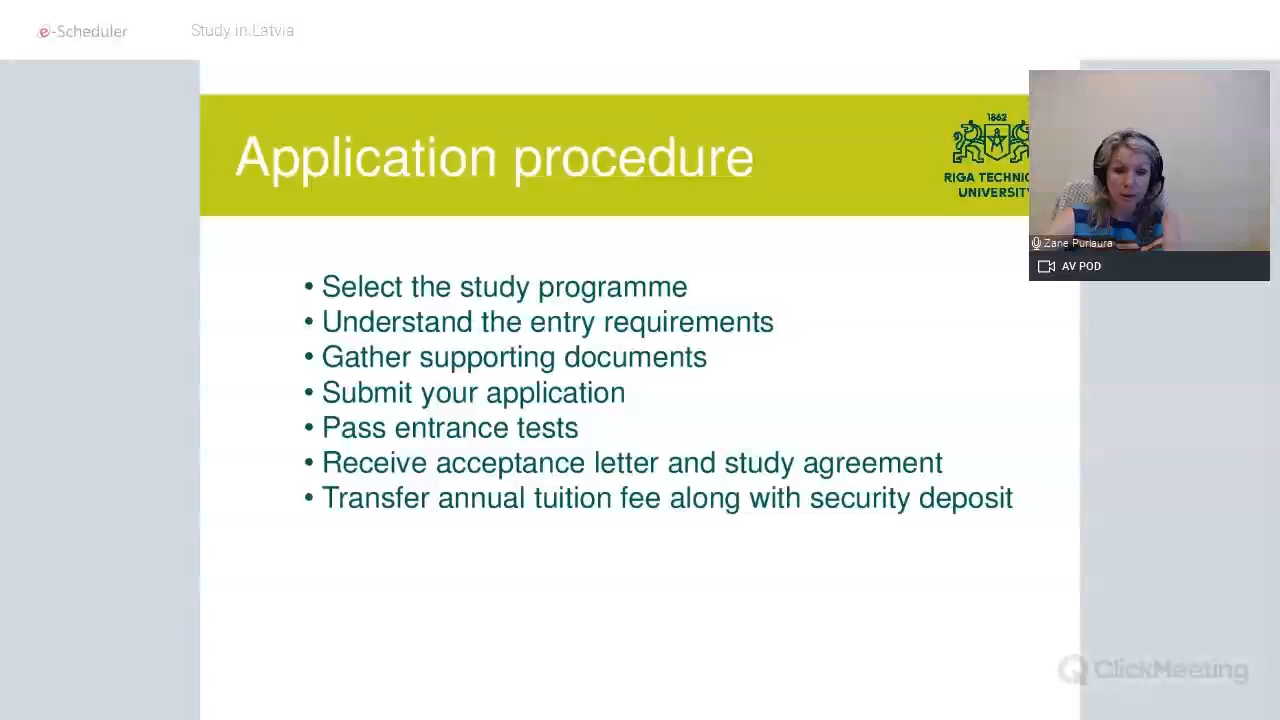 e-Scheduler
Study in Latvia
Application procedure
1862
RIGA TECHNIC
UNIVERSITY
Zane Purlaura
AV POD
• Select the study programme
• Understand the entry requirements
• Gather supporting documents
• Submit your application
• Pass entrance tests
• Receive acceptance letter and study agreement
• Transfer annual tuition fee along with security deposit
ClickMeeting